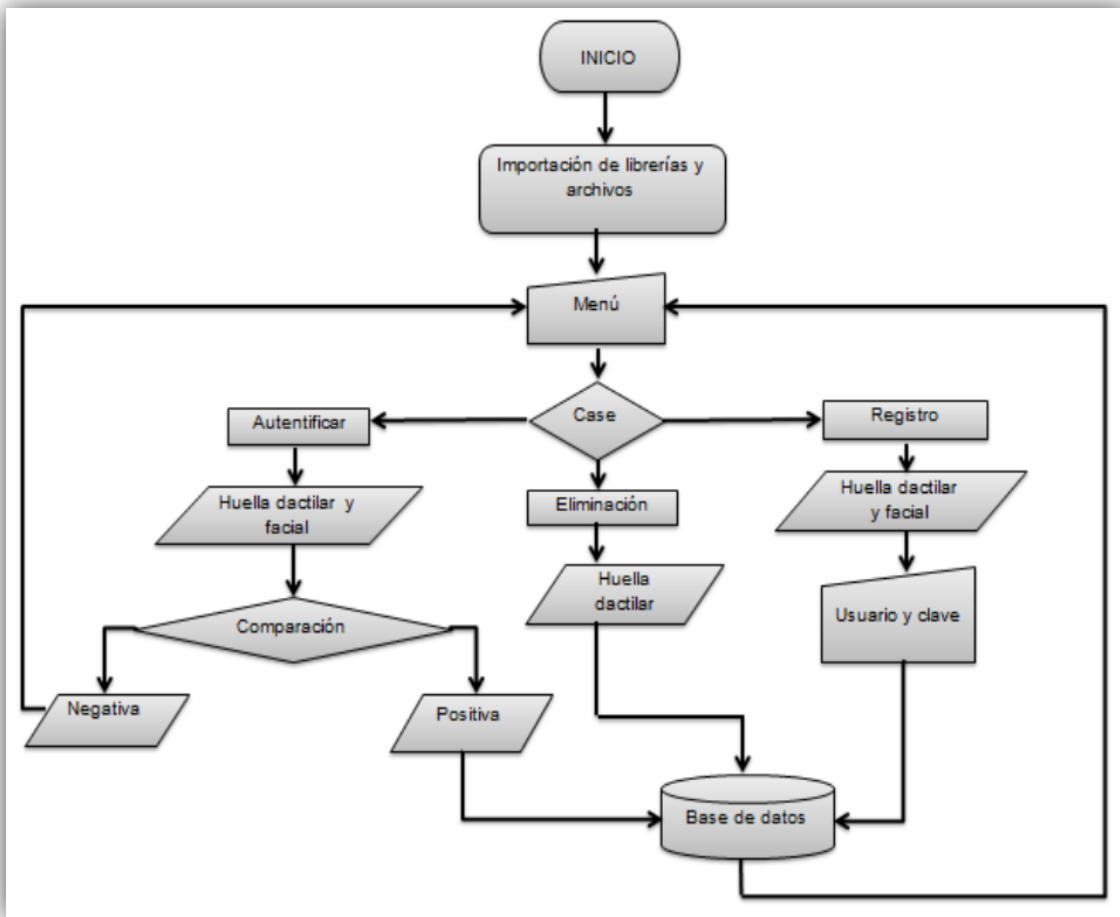 INICIO
Importación de librerías y
archivos
Menú
Case
Autentificar
Registro
Huella dactilar y
facial
Eliminación
Huella dactilar
y facial
Huella
dactilar
Usuario y clave
Comparación
Negativa
Positiva
Base de datos